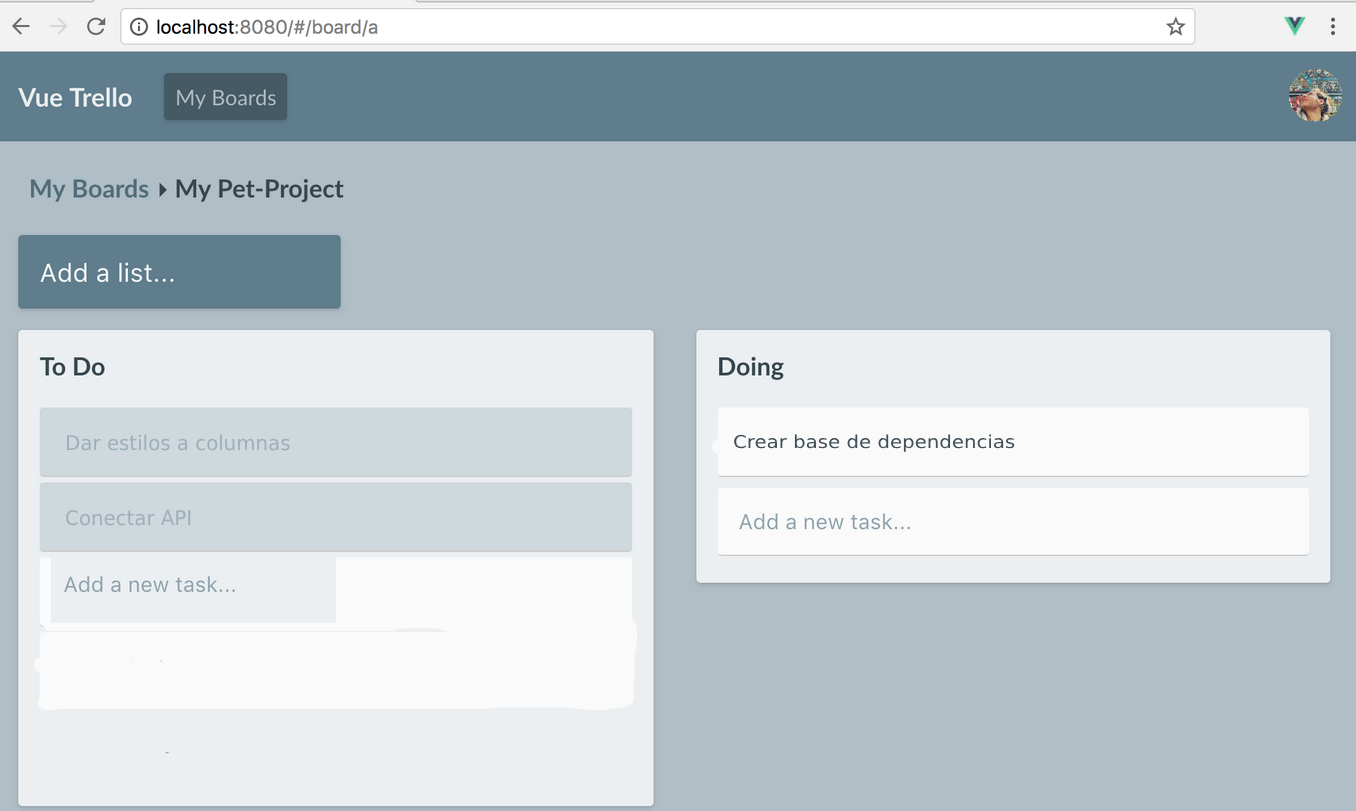 localhost:8080/#/board/a
Vue Trello
My Boards
My Boards
My Pet-Project
Add a list...
To Do
Dar estilos a columnas
Conectar API
Add a new task...
Doing
Crear base de dependencias
Add a new task...